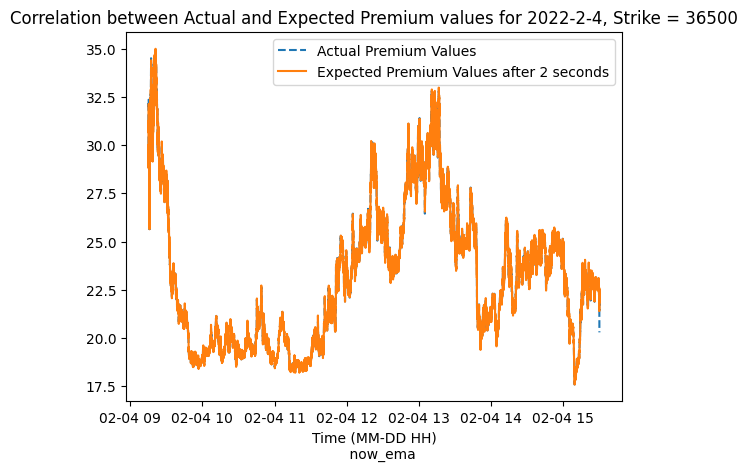 Correlation between Actual and Expected Premium values for 2022-2-4, Strike = 36500
Actual Premium Values
Expected Premium Values after 2 seconds
35.0
32.5
30.0
27.5
25.0
22.5
20.0
17.5
02-04 09 02-04 10 02-04 11 02-04 12 02-04 13 02-04 14 02-04 15
Time (MM-DD HH)
now_ema